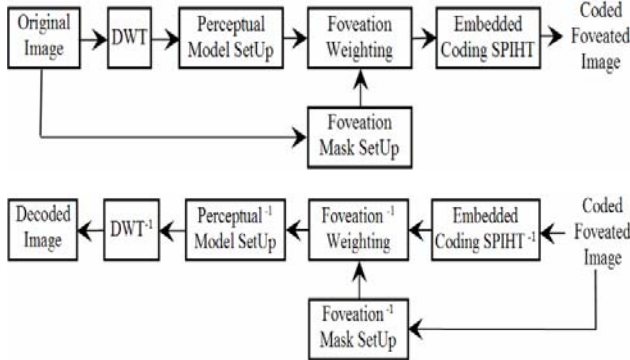 Original
Image
DWT
Perceptual
Model SetUp
Foveation
Weighting
Embedded
Coding SPIHT
Coded
Foveated
Image
Foveation
Mask SetUp
Decoded
Image
DWT⁻¹
Perceptual⁻¹
Model SetUp
Foveation⁻¹
Weighting
Embedded
Coding SPIHT⁻¹
Coded
Foveated
Image
Foveation⁻¹
Mask SetUp